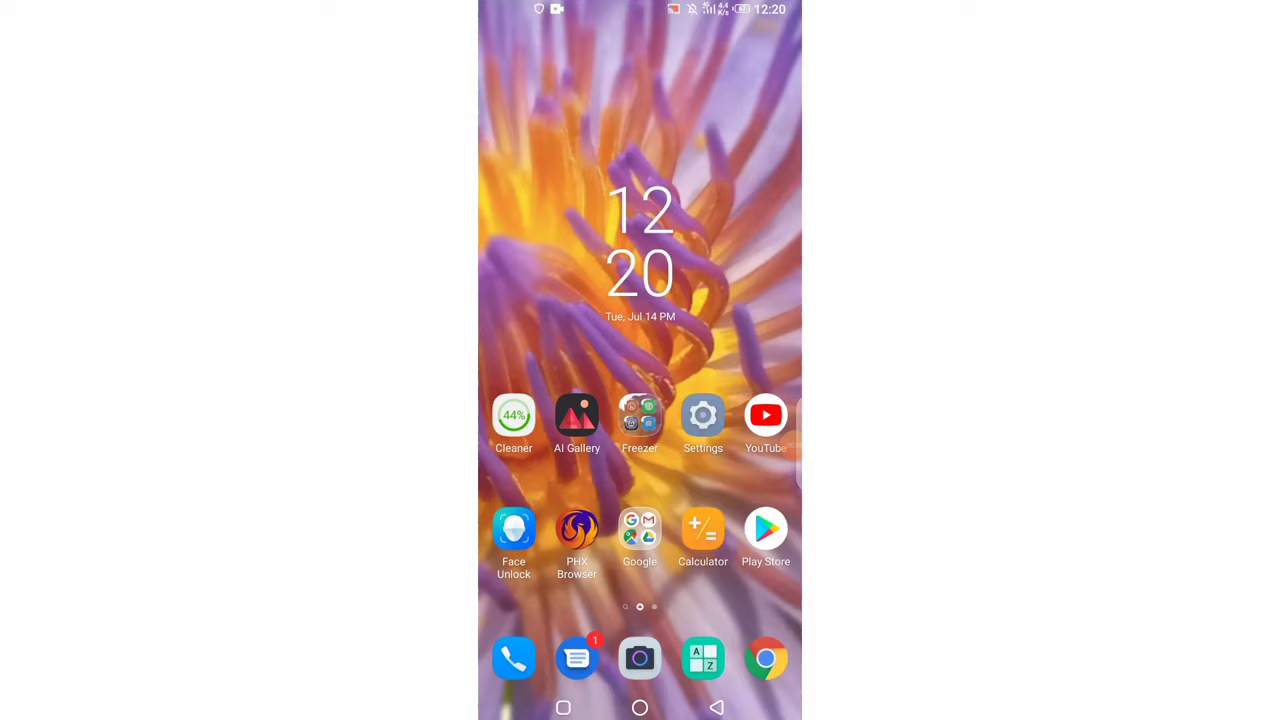 12:20
12
20
Tue, Jul 14 PM
44%
Cleaner
AI Gallery
Freezer
Settings
YouTube
Face
Unlock
PHX
Browser
Google
Calculator
Play Store
1
A
Z